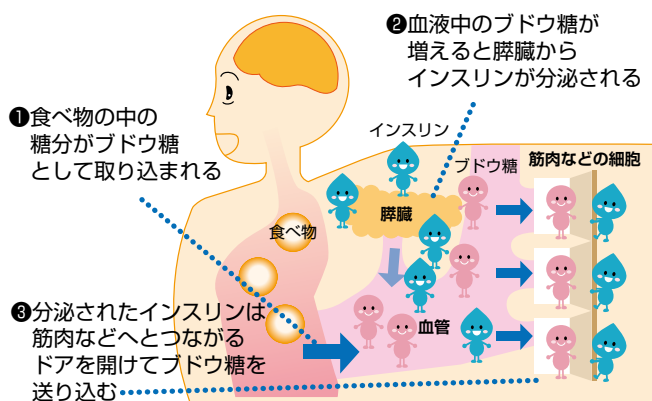 ❶食べ物の中の
糖分がブドウ糖
として取り込まれる
❷血液中のブドウ糖が
増えると膵臓から
インスリンが分泌される
インスリン
ブドウ糖
筋肉などの細胞
膵臓
食べ物
血管
❸分泌されたインスリンは
筋肉などへとつながる
ドアを開けてブドウ糖を
送り込む